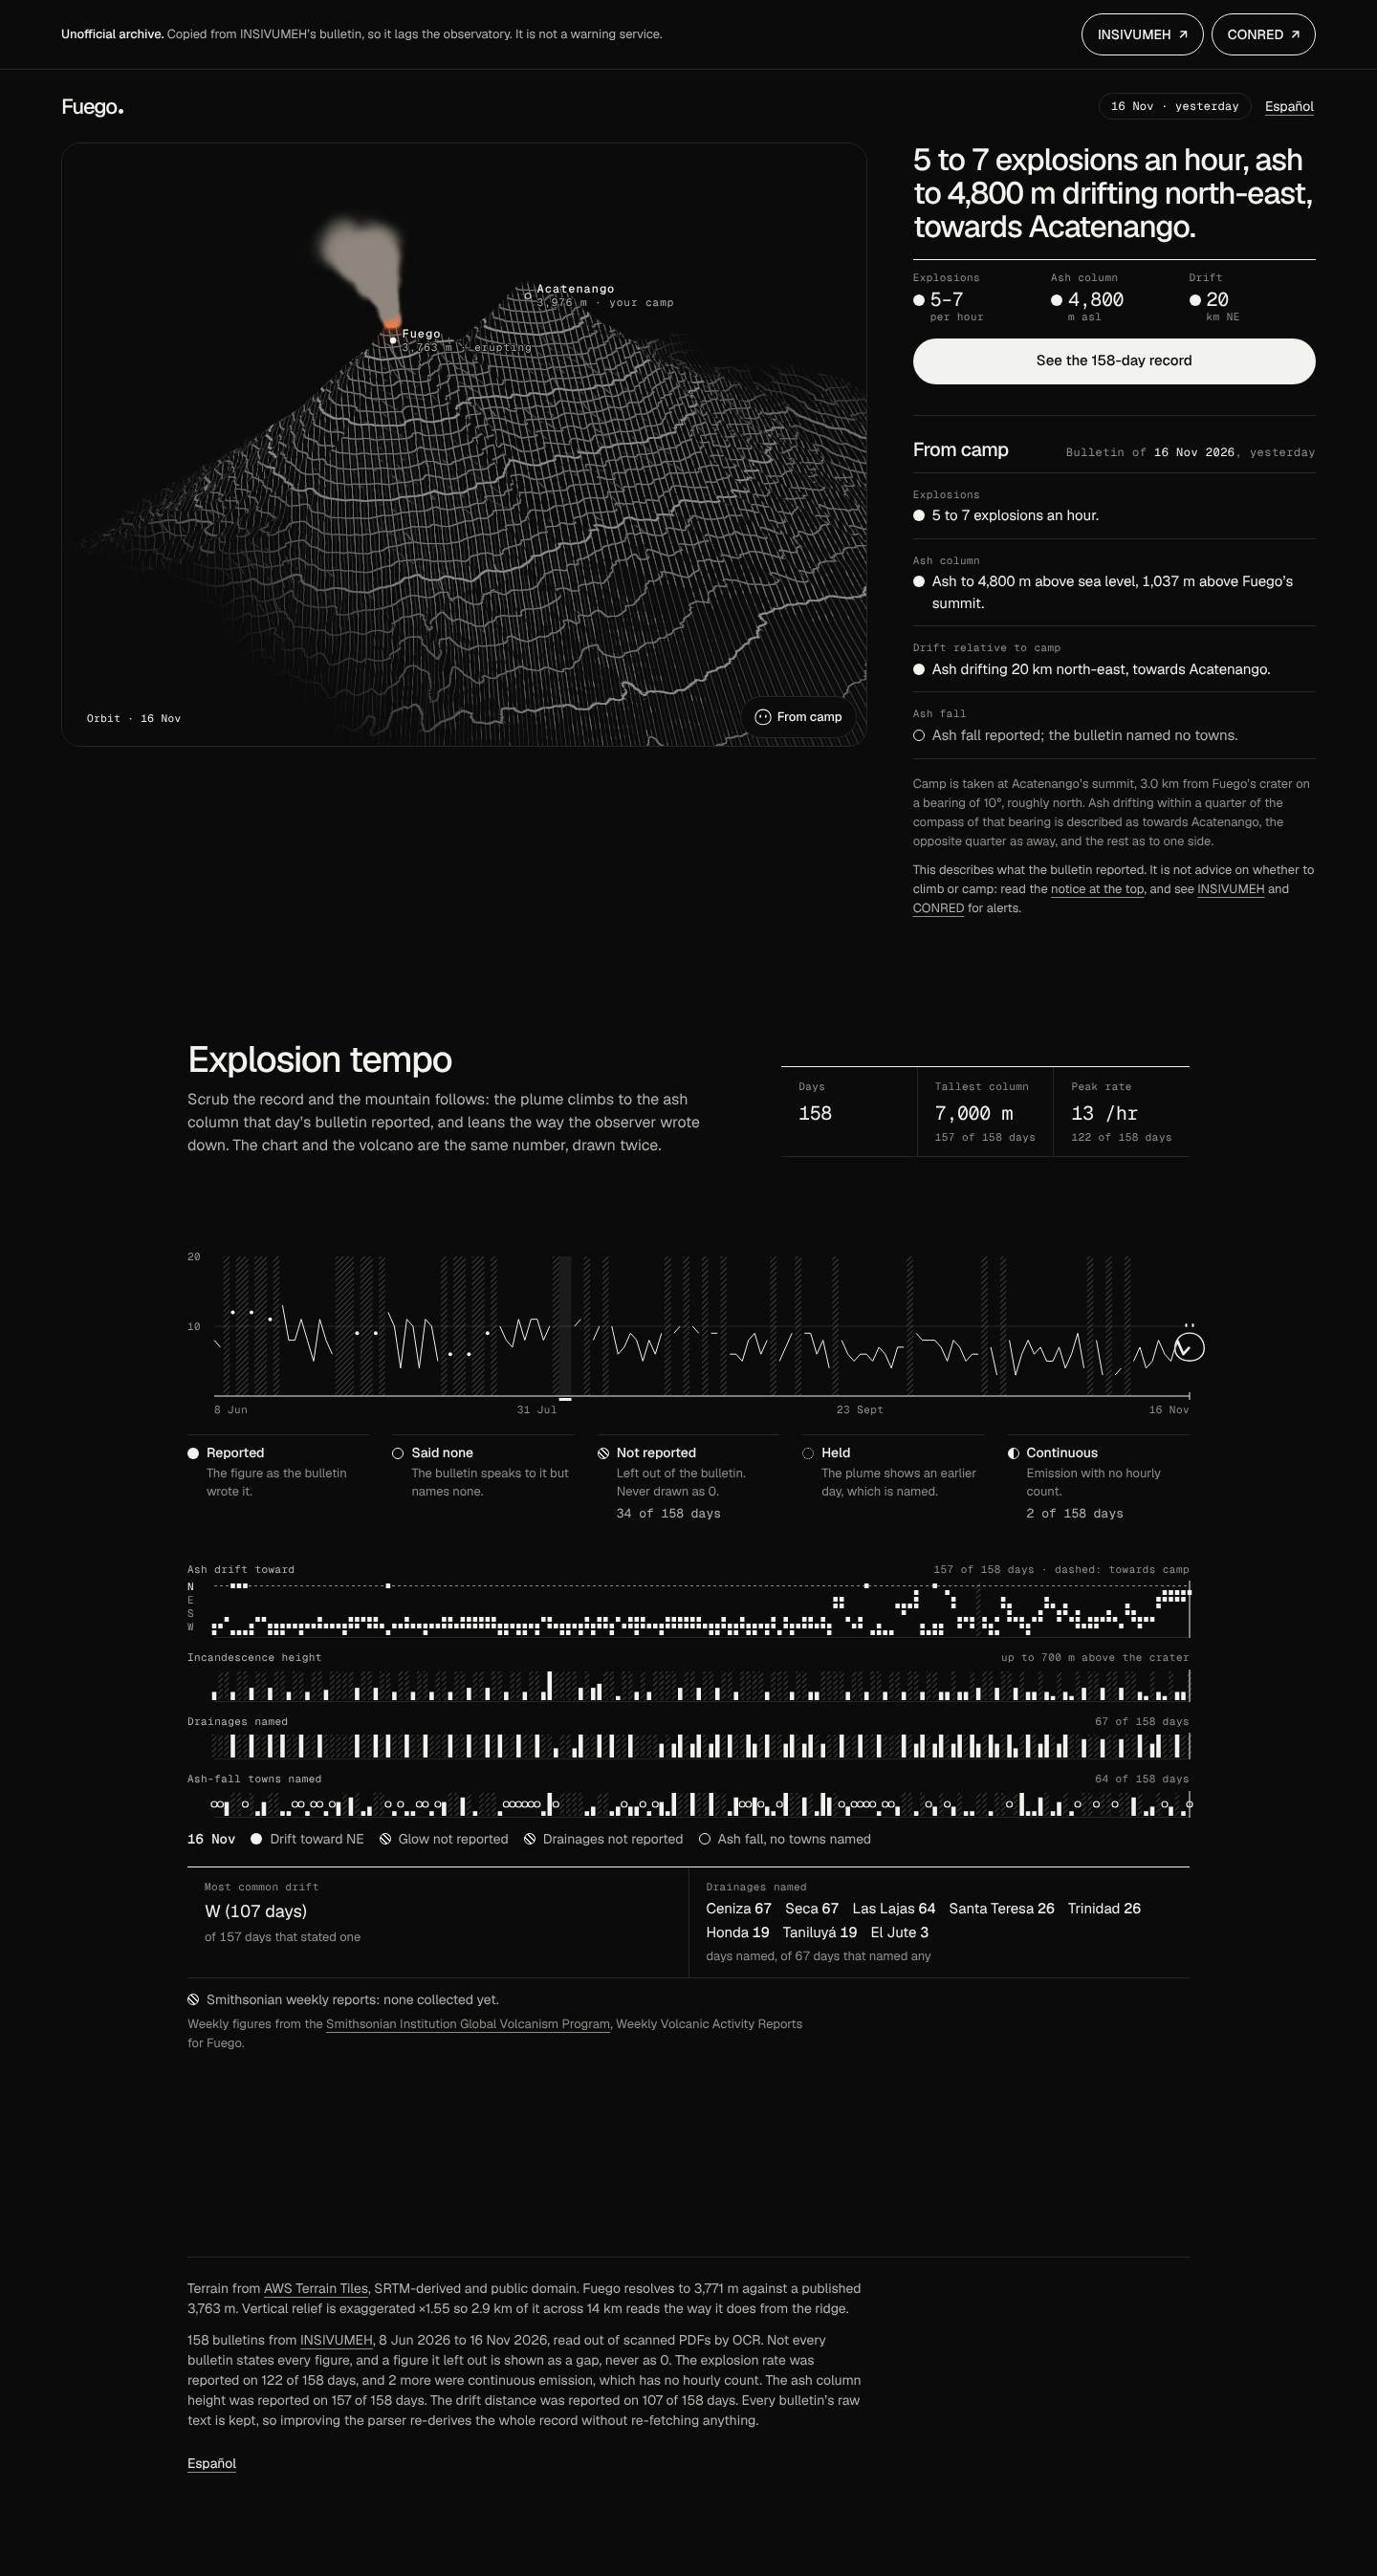 Unofficial archive. Copied from INSIVUMEH's bulletin, so it lags the observatory. It is not a warning service.
INSIVUMEH ↗
CONRED ↗
Fuego.
16 Nov · yesterday
Español
Acatenango
3,976 m · your camp
Fuego
3,763 m · erupting
Orbit · 16 Nov
From camp
5 to 7 explosions an hour, ash
to 4,800 m drifting north-east,
towards Acatenango.
Explosions
5–7
per hour
Ash column
4,800
m asl
Drift
20
km NE
See the 158-day record
From camp
Bulletin of 16 Nov 2026, yesterday
Explosions
5 to 7 explosions an hour.
Ash column
Ash to 4,800 m above sea level, 1,037 m above Fuego's
summit.
Drift relative to camp
Ash drifting 20 km north-east, towards Acatenango.
Ash fall
Ash fall reported; the bulletin named no towns.
Camp is taken at Acatenango's summit, 3.0 km from Fuego's crater on
a bearing of 10°, roughly north. Ash drifting within a quarter of the
compass of that bearing is described as towards Acatenango, the
opposite quarter as away, and the rest as to one side.
This describes what the bulletin reported. It is not advice on whether to
climb or camp: read the notice at the top, and see INSIVUMEH and
CONRED for alerts.
Explosion tempo
Scrub the record and the mountain follows: the plume climbs to the ash
column that day's bulletin reported, and leans the way the observer wrote
down. The chart and the volcano are the same number, drawn twice.
Days
158
Tallest column
7,000 m
157 of 158 days
Peak rate
13 /hr
122 of 158 days
20
10
8 Jun
31 Jul
23 Sept
16 Nov
Reported
The figure as the bulletin
wrote it.
Said none
The bulletin speaks to it but
names none.
Not reported
Left out of the bulletin.
Never drawn as 0.
34 of 158 days
Held
The plume shows an earlier
day, which is named.
Continuous
Emission with no hourly
count.
2 of 158 days
Ash drift toward
157 of 158 days · dashed: towards camp
N
E
S
W
Incandescence height
up to 700 m above the crater
Drainages named
67 of 158 days
Ash-fall towns named
64 of 158 days
16 Nov Drift toward NE Glow not reported Drainages not reported Ash fall, no towns named
Most common drift
W (107 days)
of 157 days that stated one
Drainages named
Ceniza 67 Seca 67 Las Lajas 64 Santa Teresa 26 Trinidad 26
Honda 19 Taniluyá 19 El Jute 3
days named, of 67 days that named any
Smithsonian weekly reports: none collected yet.
Weekly figures from the Smithsonian Institution Global Volcanism Program, Weekly Volcanic Activity Reports
for Fuego.
Terrain from AWS Terrain Tiles, SRTM-derived and public domain. Fuego resolves to 3,771 m against a published
3,763 m. Vertical relief is exaggerated ×1.55 so 2.9 km of it across 14 km reads the way it does from the ridge.
158 bulletins from INSIVUMEH, 8 Jun 2026 to 16 Nov 2026, read out of scanned PDFs by OCR. Not every
bulletin states every figure, and a figure it left out is shown as a gap, never as 0. The explosion rate was
reported on 122 of 158 days, and 2 more were continuous emission, which has no hourly count. The ash column
height was reported on 157 of 158 days. The drift distance was reported on 107 of 158 days. Every bulletin's raw
text is kept, so improving the parser re-derives the whole record without re-fetching anything.
Español